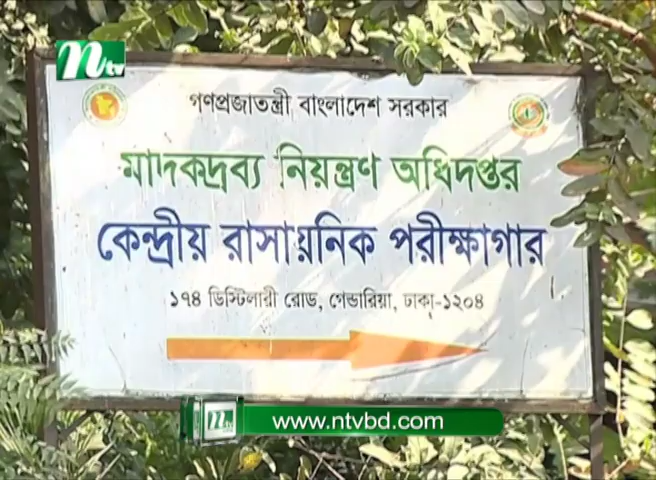 ntv
গণপ্রজাতন্ত্রী বাংলাদেশ সরকার
মাদকদ্রব্য নিয়ন্ত্রণ অধিদপ্তর
কেন্দ্রীয় রাসায়নিক পরীক্ষাগার
১৭৪ ডিস্টিলারী রোড, গেন্ডারিয়া, ঢাকা-১২০৪
www.ntvbd.com